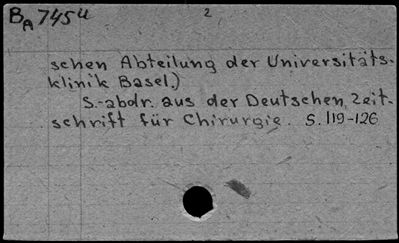 BA 7454
2
schen Abteilung der Universitäts-
klinik Basel.)
S.-abdr. aus der Deutschen Zeit-
schrift für Chirurgie. S. 119-126